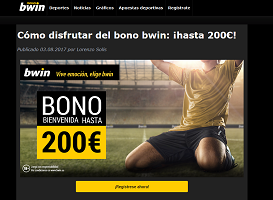 bwin Deportes Noticias Gráficos Apuestas deportivas Regístrate
Cómo disfrutar del bono bwin: ¡hasta 200€!
Publicado 03.08.2017 por Lorenzo Solís
bwin Vive emoción, elige bwin
BONO
BIENVENIDA HASTA
200€
¡Regístrese ahora!